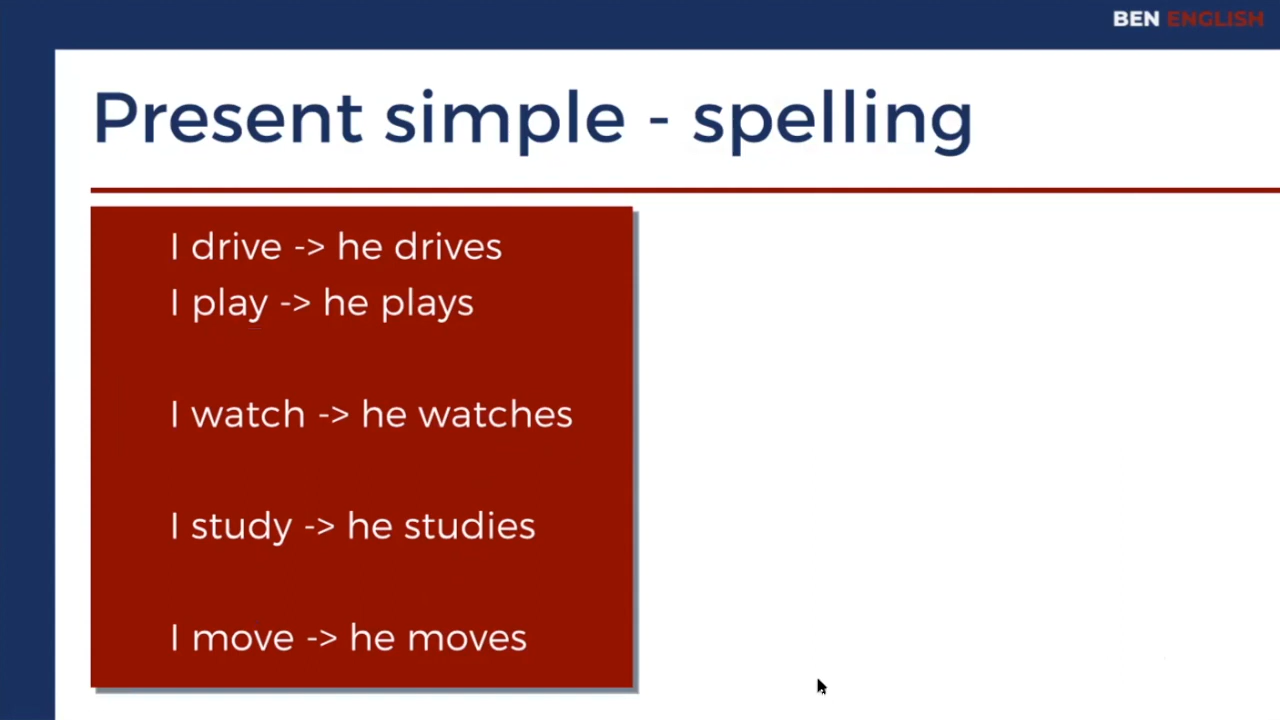 BEN ENGLISH
Present simple - spelling
I drive -> he drives
I play -> he plays
I watch -> he watches
I study -> he studies
I move -> he moves